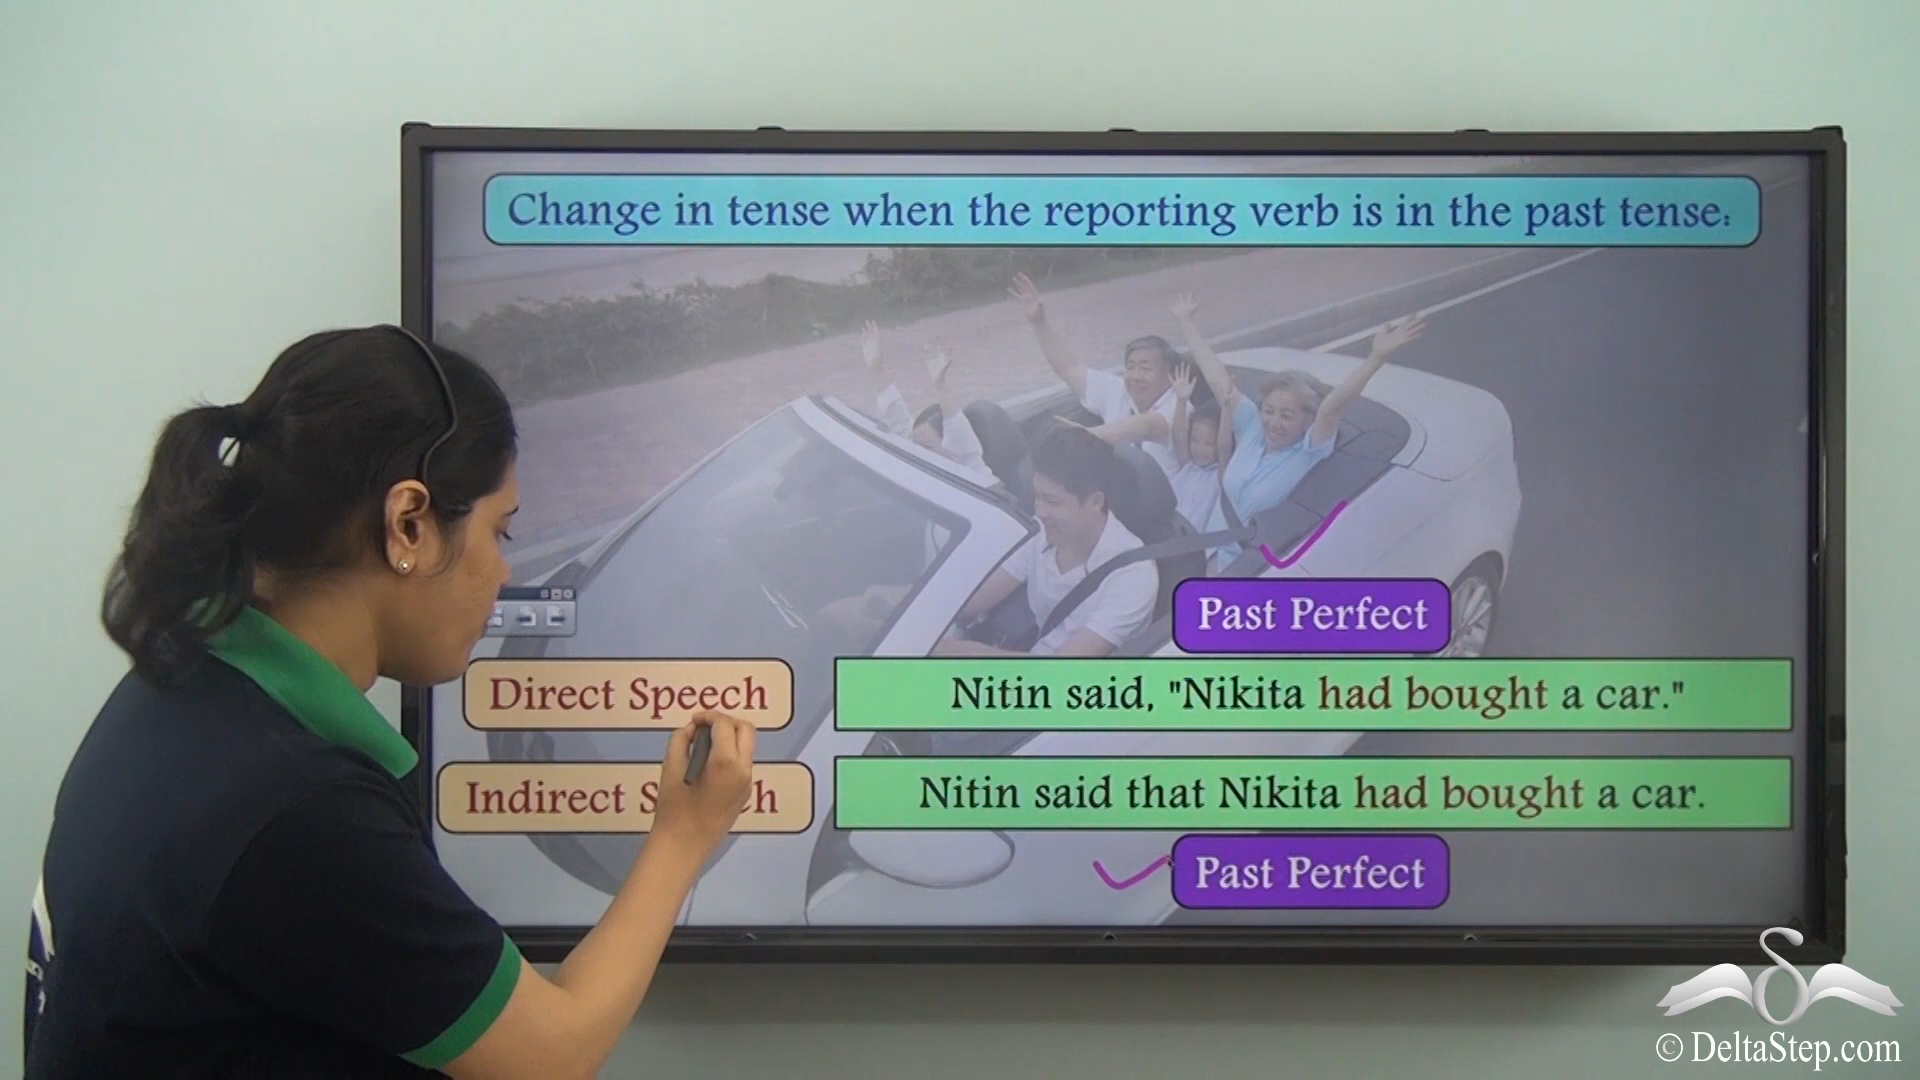 Change in tense when the reporting verb is in the past tense:
Past Perfect
Direct Speech
Nitin said, "Nikita had bought a car."
Indirect
Nitin said that Nikita had bought a car.
Past Perfect
© DeltaStep.com